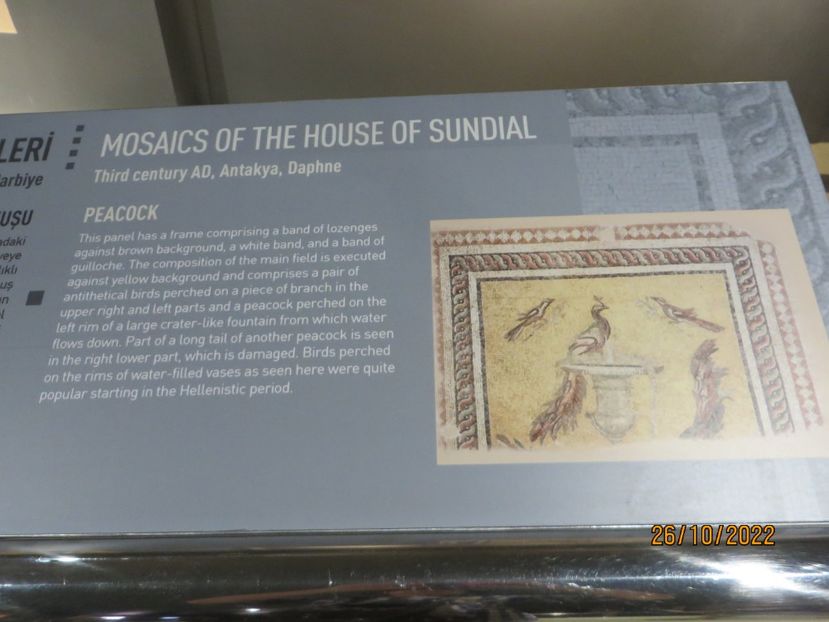 LERİ
arbiye
UŞU
adaki
veye
ıklı
uş
MOSAICS OF THE HOUSE OF SUNDIAL
Third century AD, Antakya, Daphne
PEACOCK
This panel has a frame comprising a band of lozenges
against brown background, a white band, and a band of
guilloche. The composition of the main field is executed
against yellow background and comprises a pair of
antithetical birds perched on a piece of branch in the
upper right and left parts and a peacock perched on the
left rim of a large crater-like fountain from which water
flows down. Part of a long tail of another peacock is seen
in the right lower part, which is damaged. Birds perched
on the rims of water-filled vases as seen here were quite
popular starting in the Hellenistic period.
26/10/2022